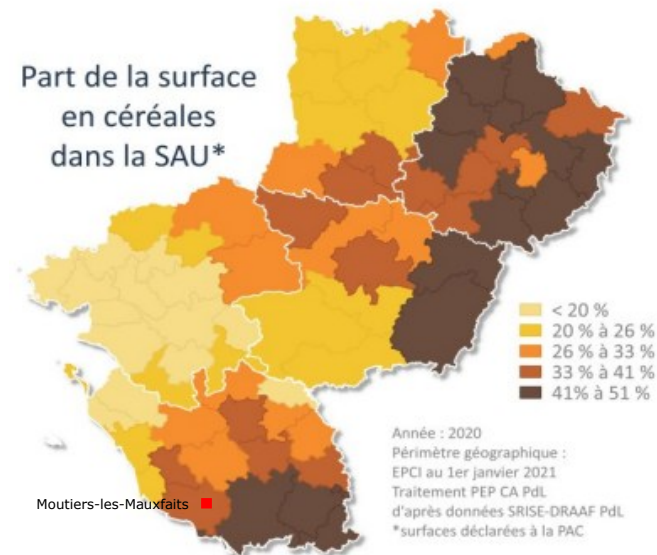 Part de la surface
en céréales
dans la SAU*
< 20 %
20 % à 26 %
26 % à 33 %
33 % à 41 %
41% à 51 %
Année : 2020
Périmètre géographique :
EPCI au 1er janvier 2021
Traitement PEP CA PdL
d'après données SRISE-DRAAF PdL
*surfaces déclarées à la PAC
Moutiers-les-Mauxfaits